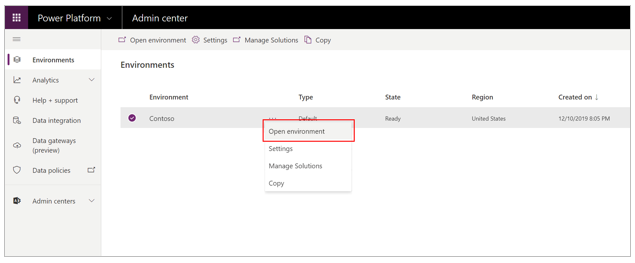 Power Platform
Admin center
Open environment Settings Manage Solutions Copy
Environments
Analytics
Help + support
Data integration
Data gateways
(preview)
Data policies
Admin centers
Environments
Environment Type State Region Created on ↓
Contoso ... Default Ready United States 12/10/2019 8:05 PM
Open environment
Settings
Manage Solutions
Copy